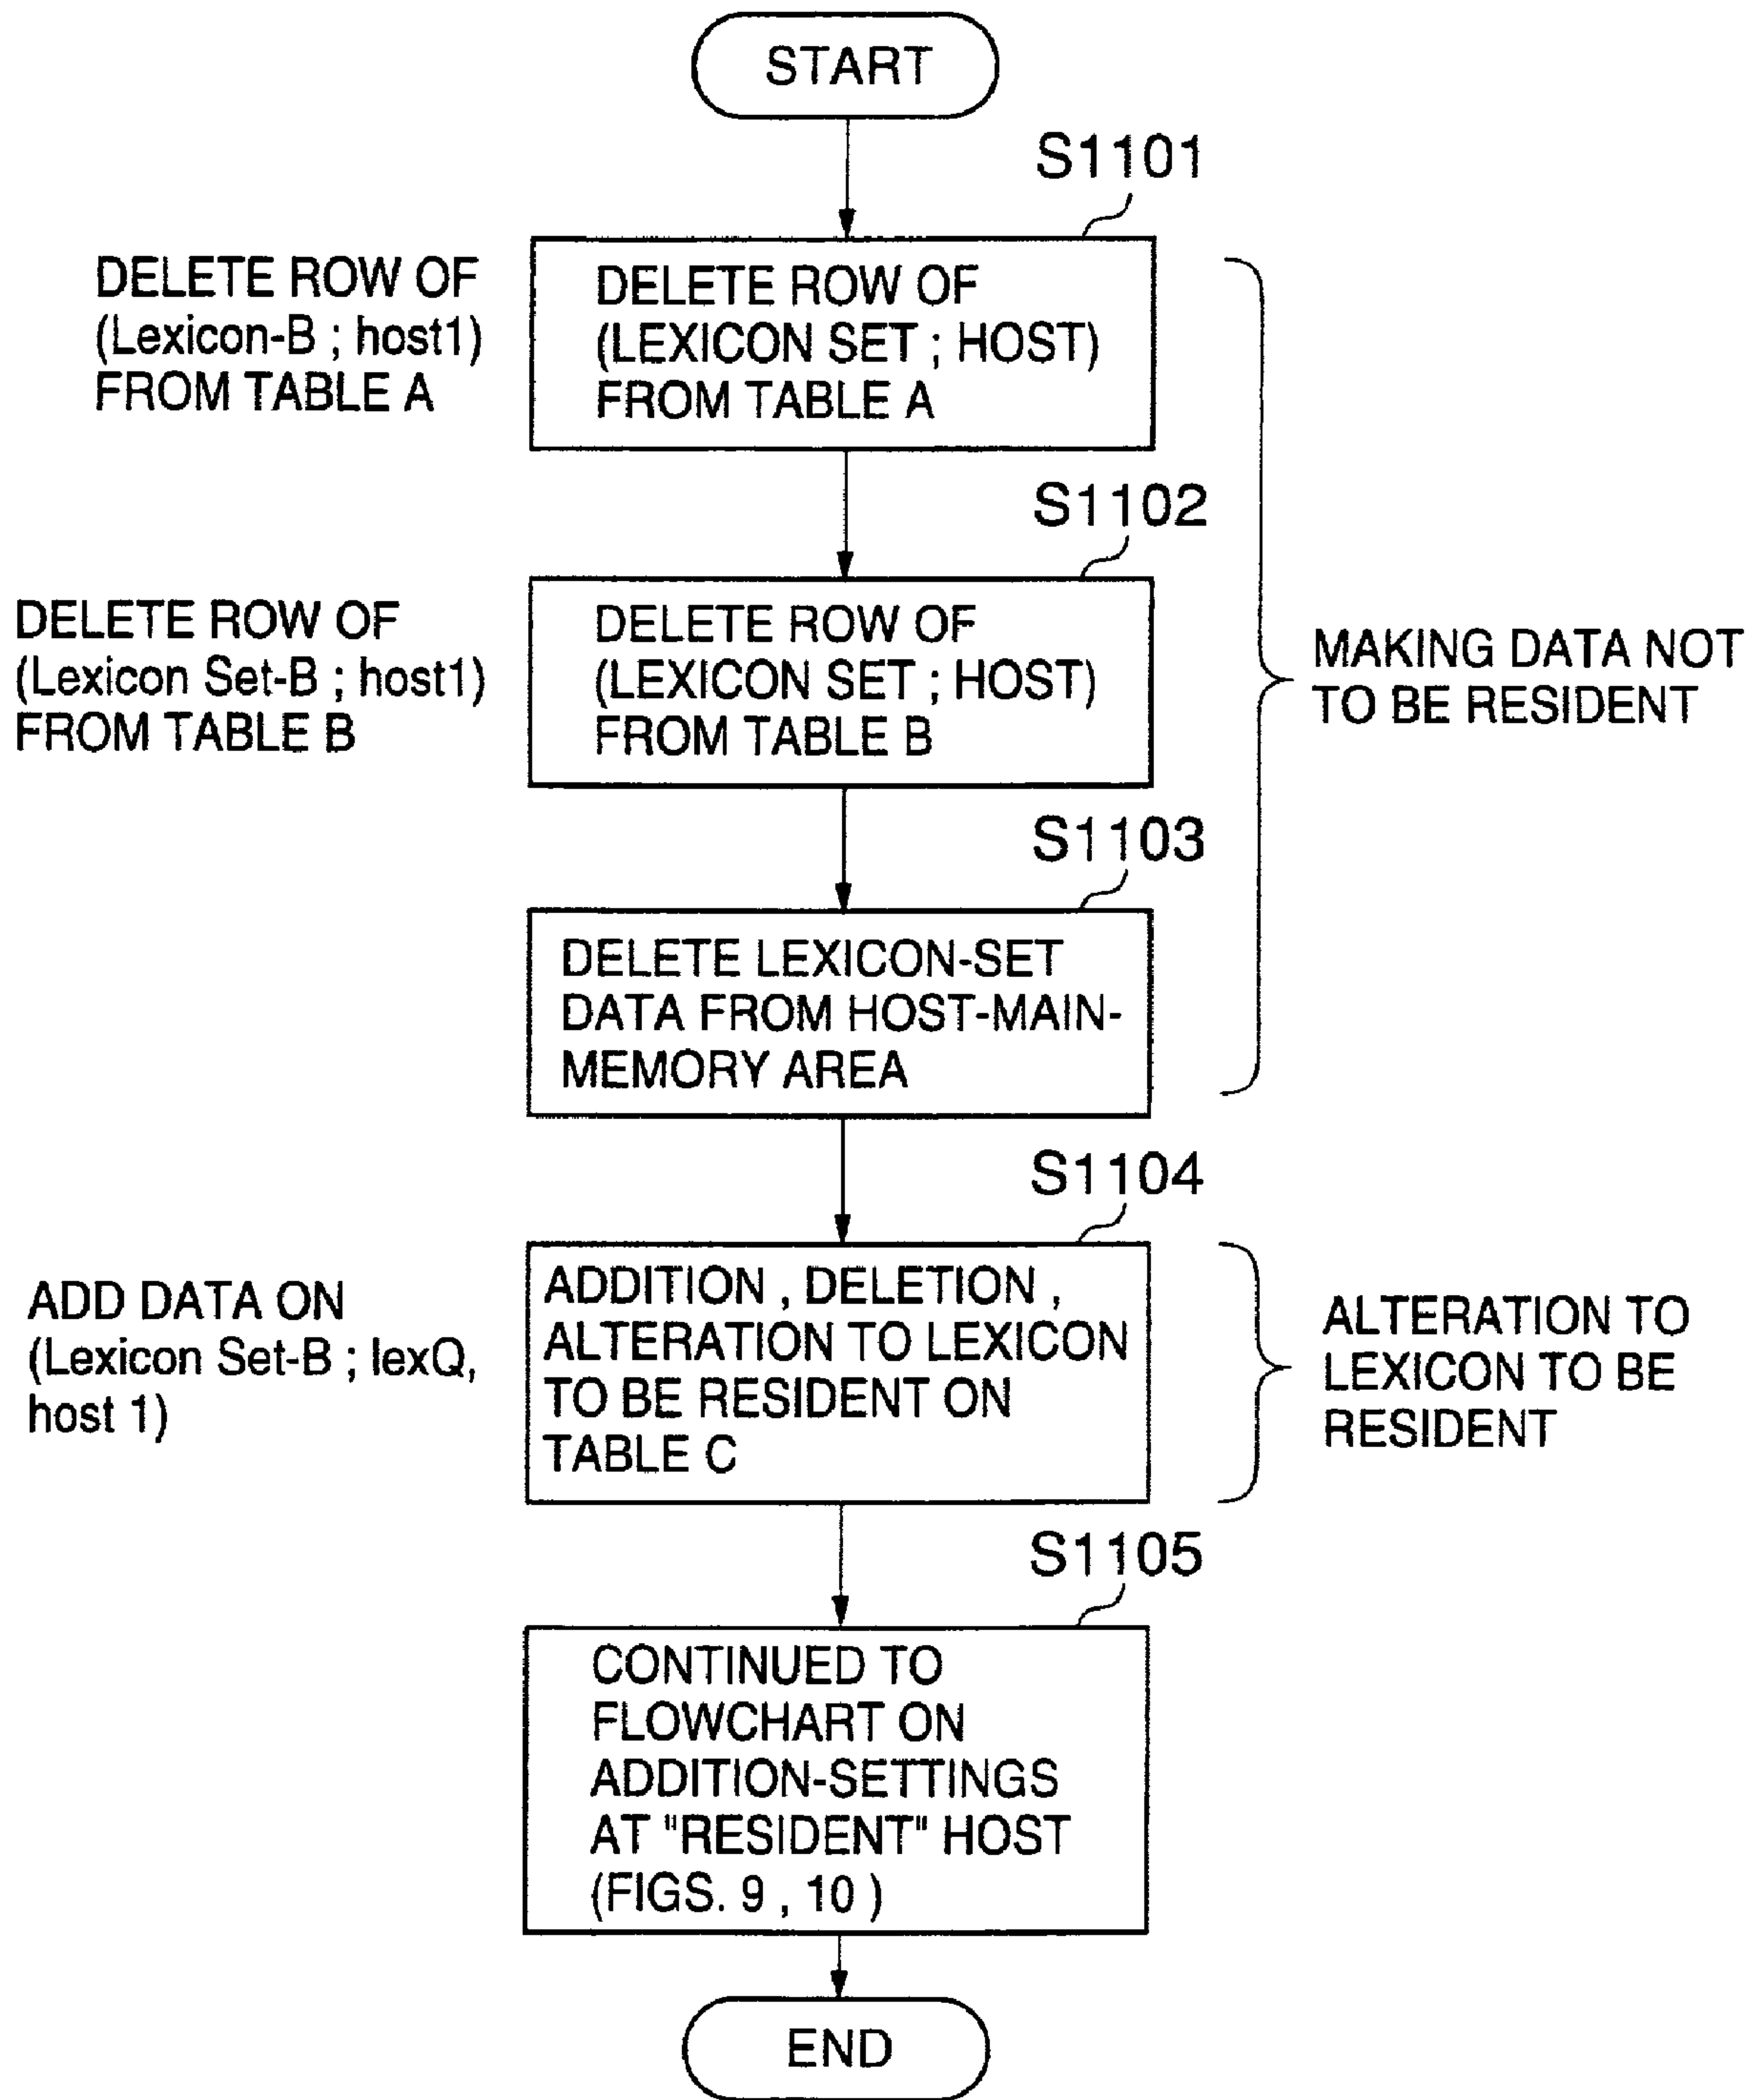 START
S1101
DELETE ROW OF
(Lexicon-B ; host1)
FROM TABLE A
DELETE ROW OF
(LEXICON SET ; HOST)
FROM TABLE A
S1102
DELETE ROW OF
(Lexicon Set-B ; host1)
FROM TABLE B
DELETE ROW OF
(LEXICON SET ; HOST)
FROM TABLE B
MAKING DATA NOT
TO BE RESIDENT
S1103
DELETE LEXICON-SET
DATA FROM HOST-MAIN-
MEMORY AREA
S1104
ADD DATA ON
(Lexicon Set-B ; lexQ,
host 1)
ADDITION , DELETION ,
ALTERATION TO LEXICON
TO BE RESIDENT ON
TABLE C
ALTERATION TO
LEXICON TO BE
RESIDENT
S1105
CONTINUED TO
FLOWCHART ON
ADDITION-SETTINGS
AT "RESIDENT" HOST
(FIGS. 9 , 10 )
END